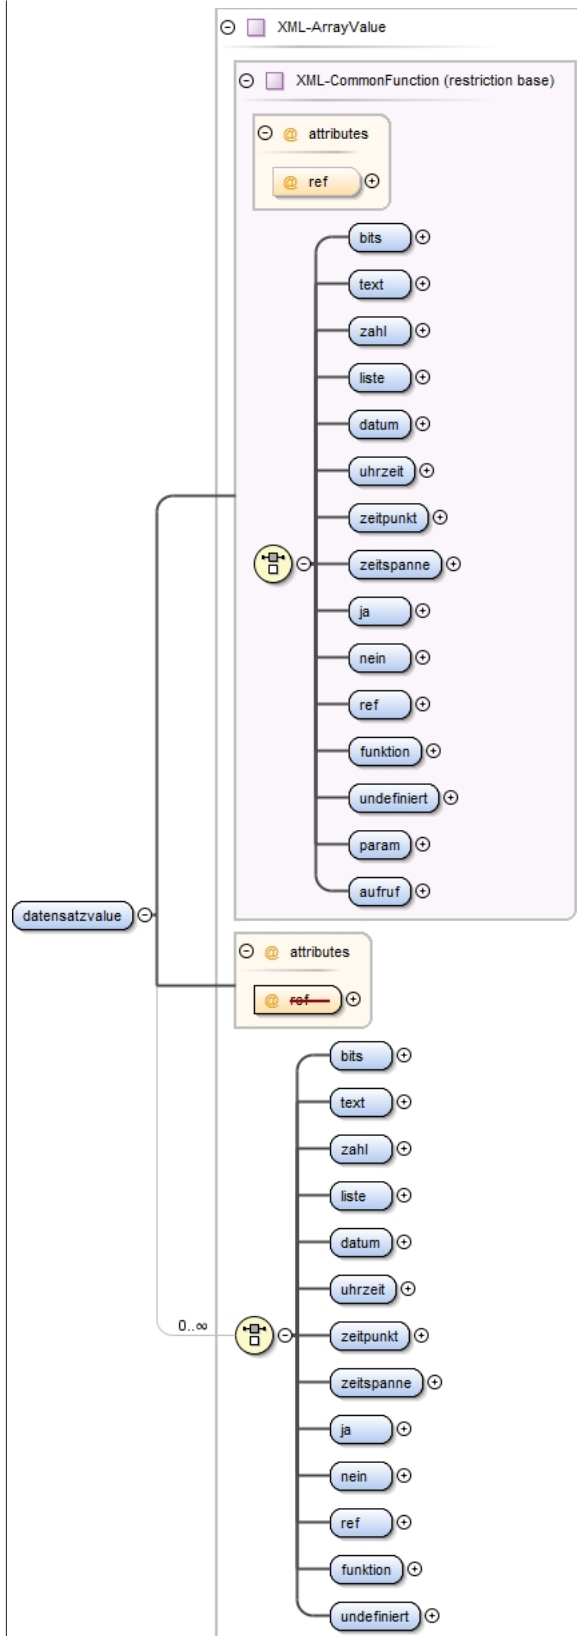 XML-ArrayValue
XML-CommonFunction (restriction base)
@ attributes
@ ref
bits
text
zahl
liste
datum
uhrzeit
zeitpunkt
zeitspanne
ja
nein
ref
funktion
undefiniert
param
aufruf
datensatzvalue
@ attributes
@ ref
bits
text
zahl
liste
datum
uhrzeit
0..∞
zeitpunkt
zeitspanne
ja
nein
ref
funktion
undefiniert